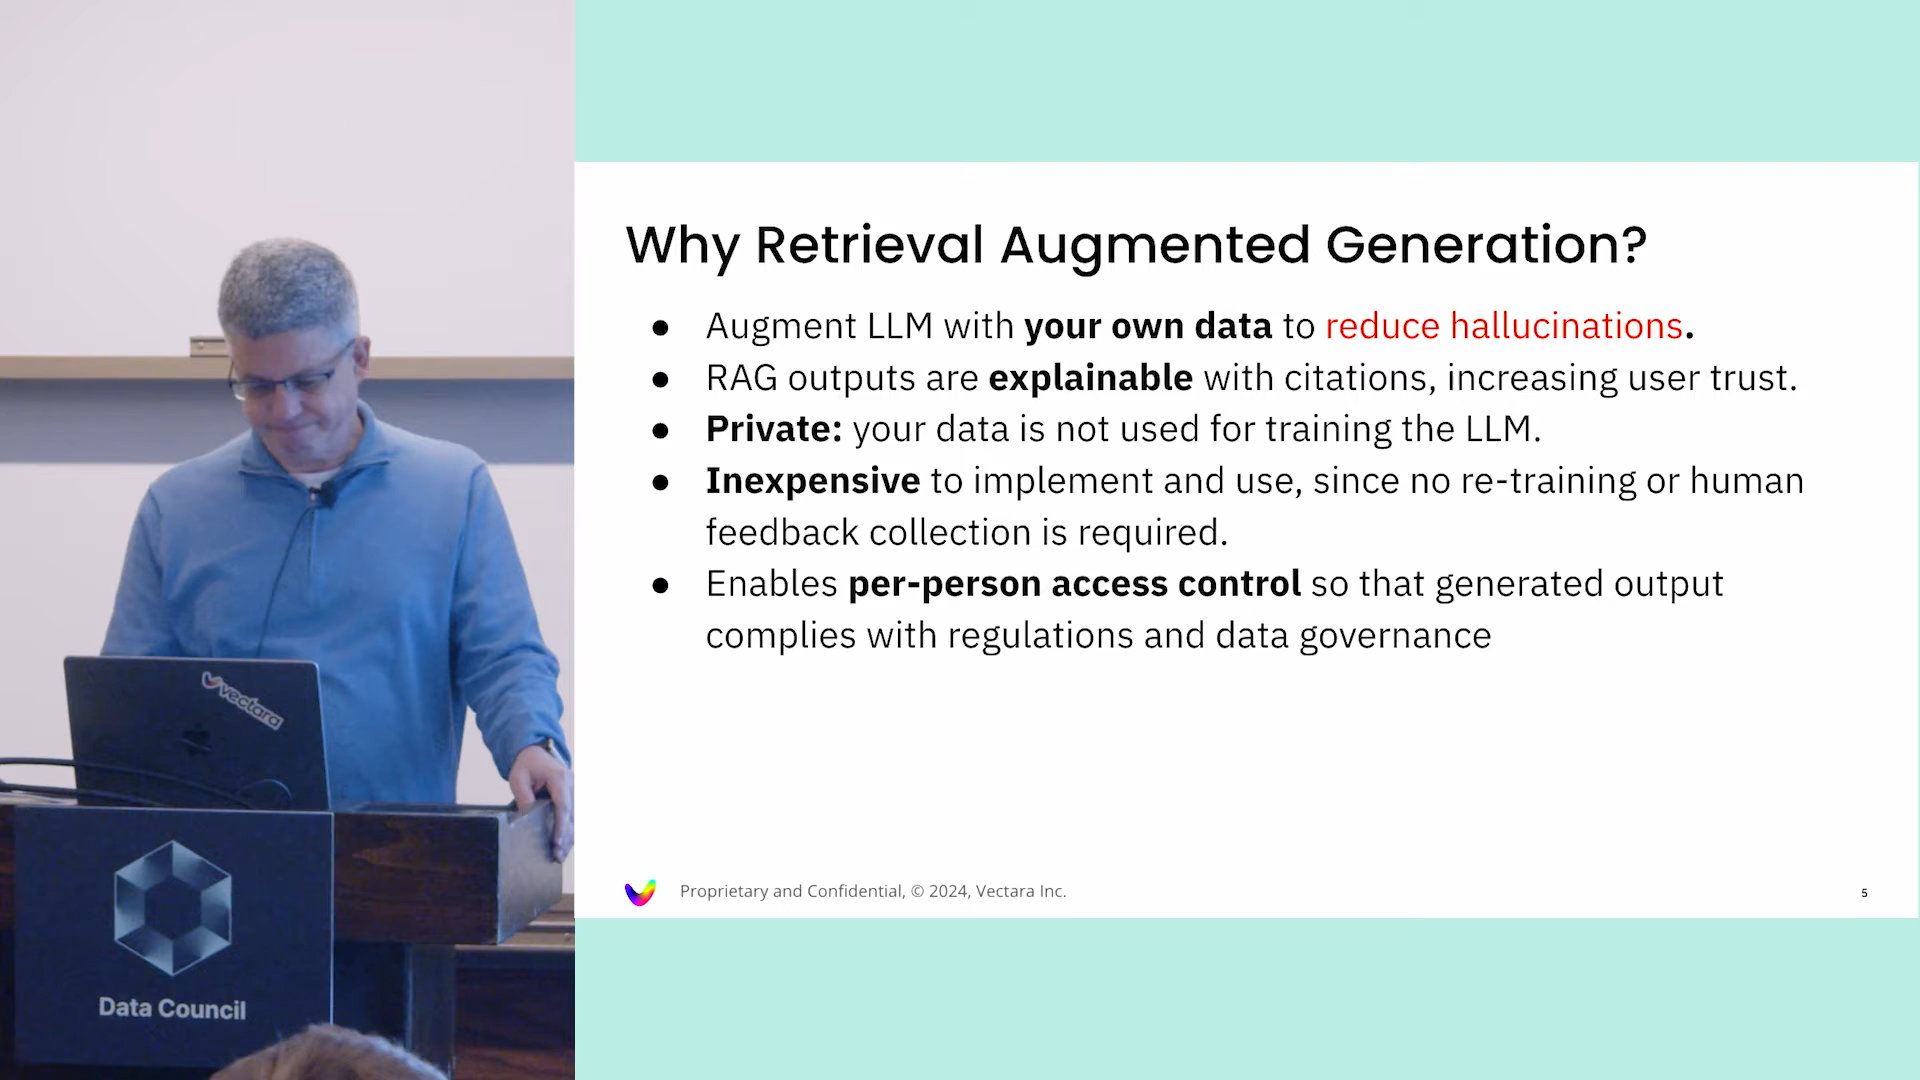 Why Retrieval Augmented Generation?
● Augment LLM with your own data to reduce hallucinations.
● RAG outputs are explainable with citations, increasing user trust.
● Private: your data is not used for training the LLM.
● Inexpensive to implement and use, since no re-training or human
feedback collection is required.
● Enables per-person access control so that generated output
complies with regulations and data governance
vectara
Proprietary and Confidential, © 2024, Vectara Inc.
5
Data Council